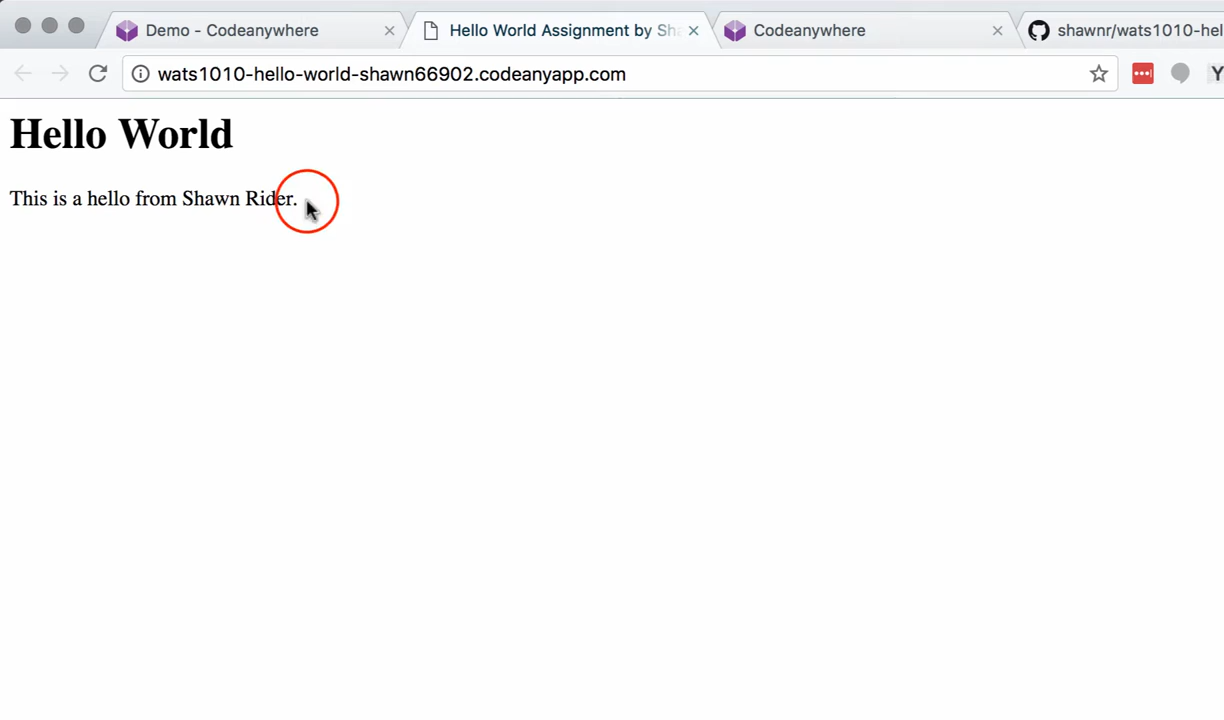 Demo - Codeanywhere
Hello World Assignment by Sha
Codeanywhere
shawnr/wats1010-hel
wats1010-hello-world-shawn66902.codeanyapp.com
Y
Hello World
This is a hello from Shawn Rider.